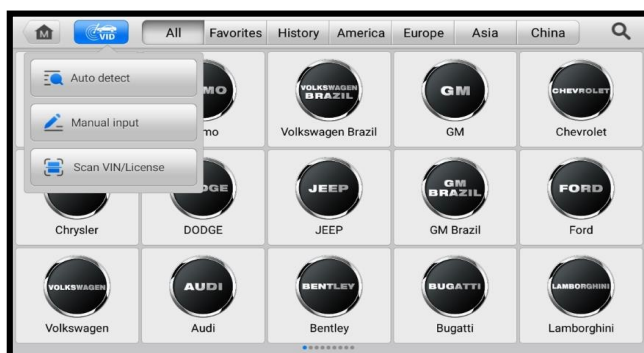 M
VID
All
Favorites
History
America
Europe
Asia
China
Auto detect
Manual input
Scan VIN/License
MO
mo
VOLKSWAGEN
BRAZIL
Volkswagen Brazil
GM
GM
CHEVROLET
Chevrolet
Chrysler
DGE
DODGE
JEEP
JEEP
GM
BRAZIL
GM Brazil
FORD
Ford
VOLKSWAGEN
Volkswagen
AUDI
Audi
BENTLEY
Bentley
BUGATTI
Bugatti
LAMBORGHINI
Lamborghini